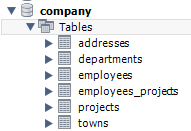 company
Tables
addresses
departments
employees
employees_projects
projects
towns